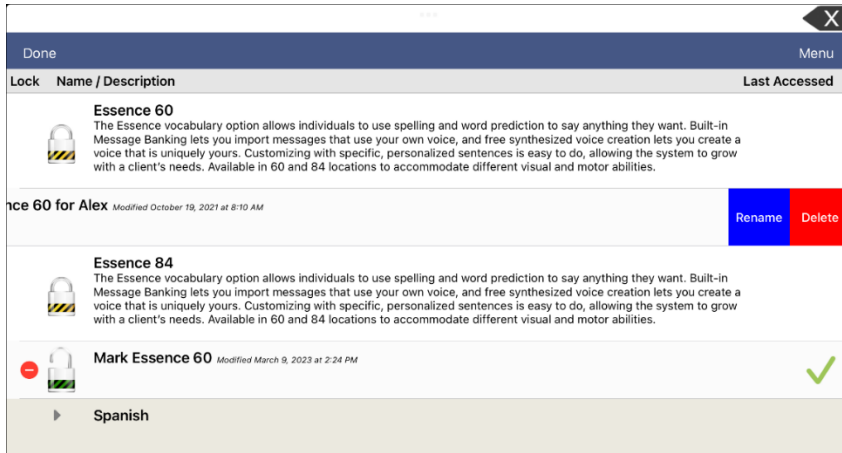 X
Done Menu
Lock Name / Description Last Accessed
Essence 60
The Essence vocabulary option allows individuals to use spelling and word prediction to say anything they want. Built-in
Message Banking lets you import messages that use your own voice, and free synthesized voice creation lets you create a
voice that is uniquely yours. Customizing with specific, personalized sentences is easy to do, allowing the system to grow
with a client's needs. Available in 60 and 84 locations to accommodate different visual and motor abilities.
nce 60 for Alex Modified October 19, 2021 at 8:10 AM
Rename Delete
Essence 84
The Essence vocabulary option allows individuals to use spelling and word prediction to say anything they want. Built-in
Message Banking lets you import messages that use your own voice, and free synthesized voice creation lets you create a
voice that is uniquely yours. Customizing with specific, personalized sentences is easy to do, allowing the system to grow
with a client's needs. Available in 60 and 84 locations to accommodate different visual and motor abilities.
Mark Essence 60 Modified March 9, 2023 at 2:24 PM
Spanish